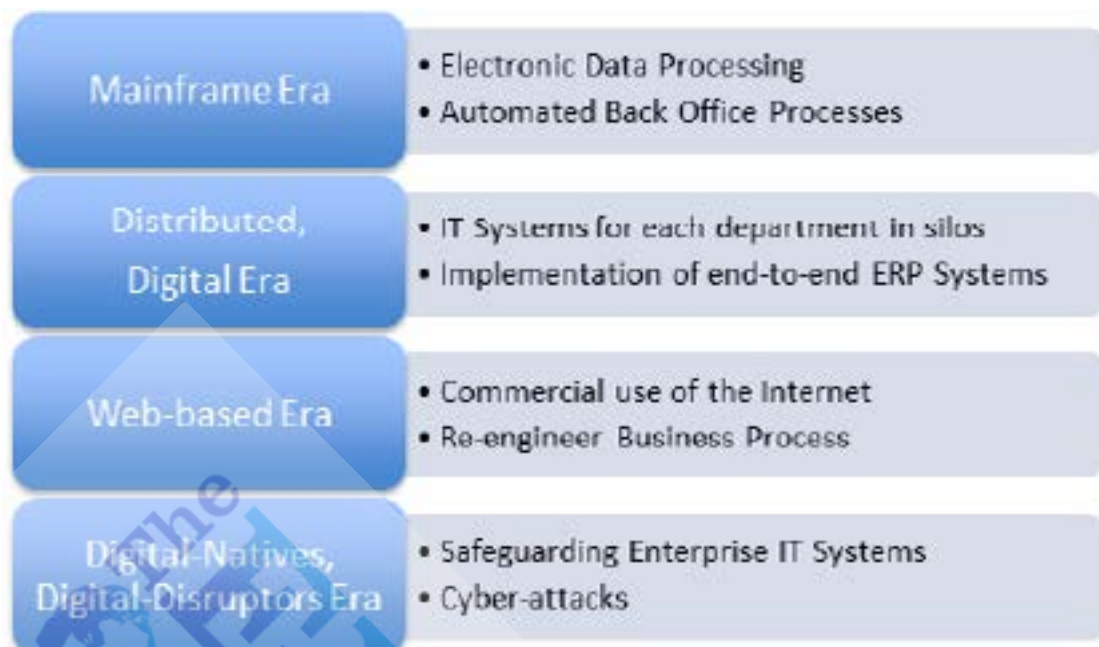 Mainframe Era
• Electronic Data Processing
• Automated Back Office Processes
Distributed,
Digital Era
• IT Systems for each department in silos
• Implementation of end-to-end ERP Systems
Web-based Era
• Commercial use of the Internet
• Re-engineer Business Process
Digital-Natives,
Digital-Disruptors Era
• Safeguarding Enterprise IT Systems
• Cyber-attacks
The